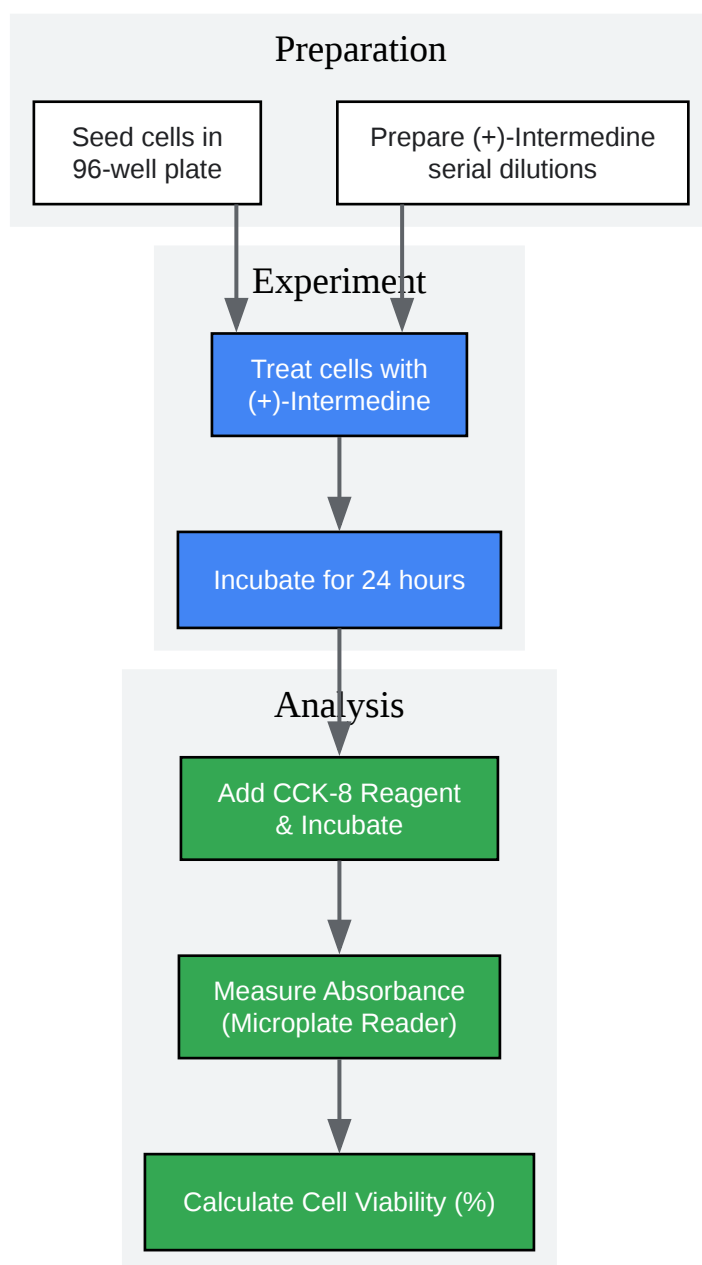 Preparation
Seed cells in
96-well plate
Prepare (+)-Intermedine
serial dilutions
Experiment
Treat cells with
(+)-Intermedine
Incubate for 24 hours
Analysis
Add CCK-8 Reagent
& Incubate
Measure Absorbance
(Microplate Reader)
Calculate Cell Viability (%)